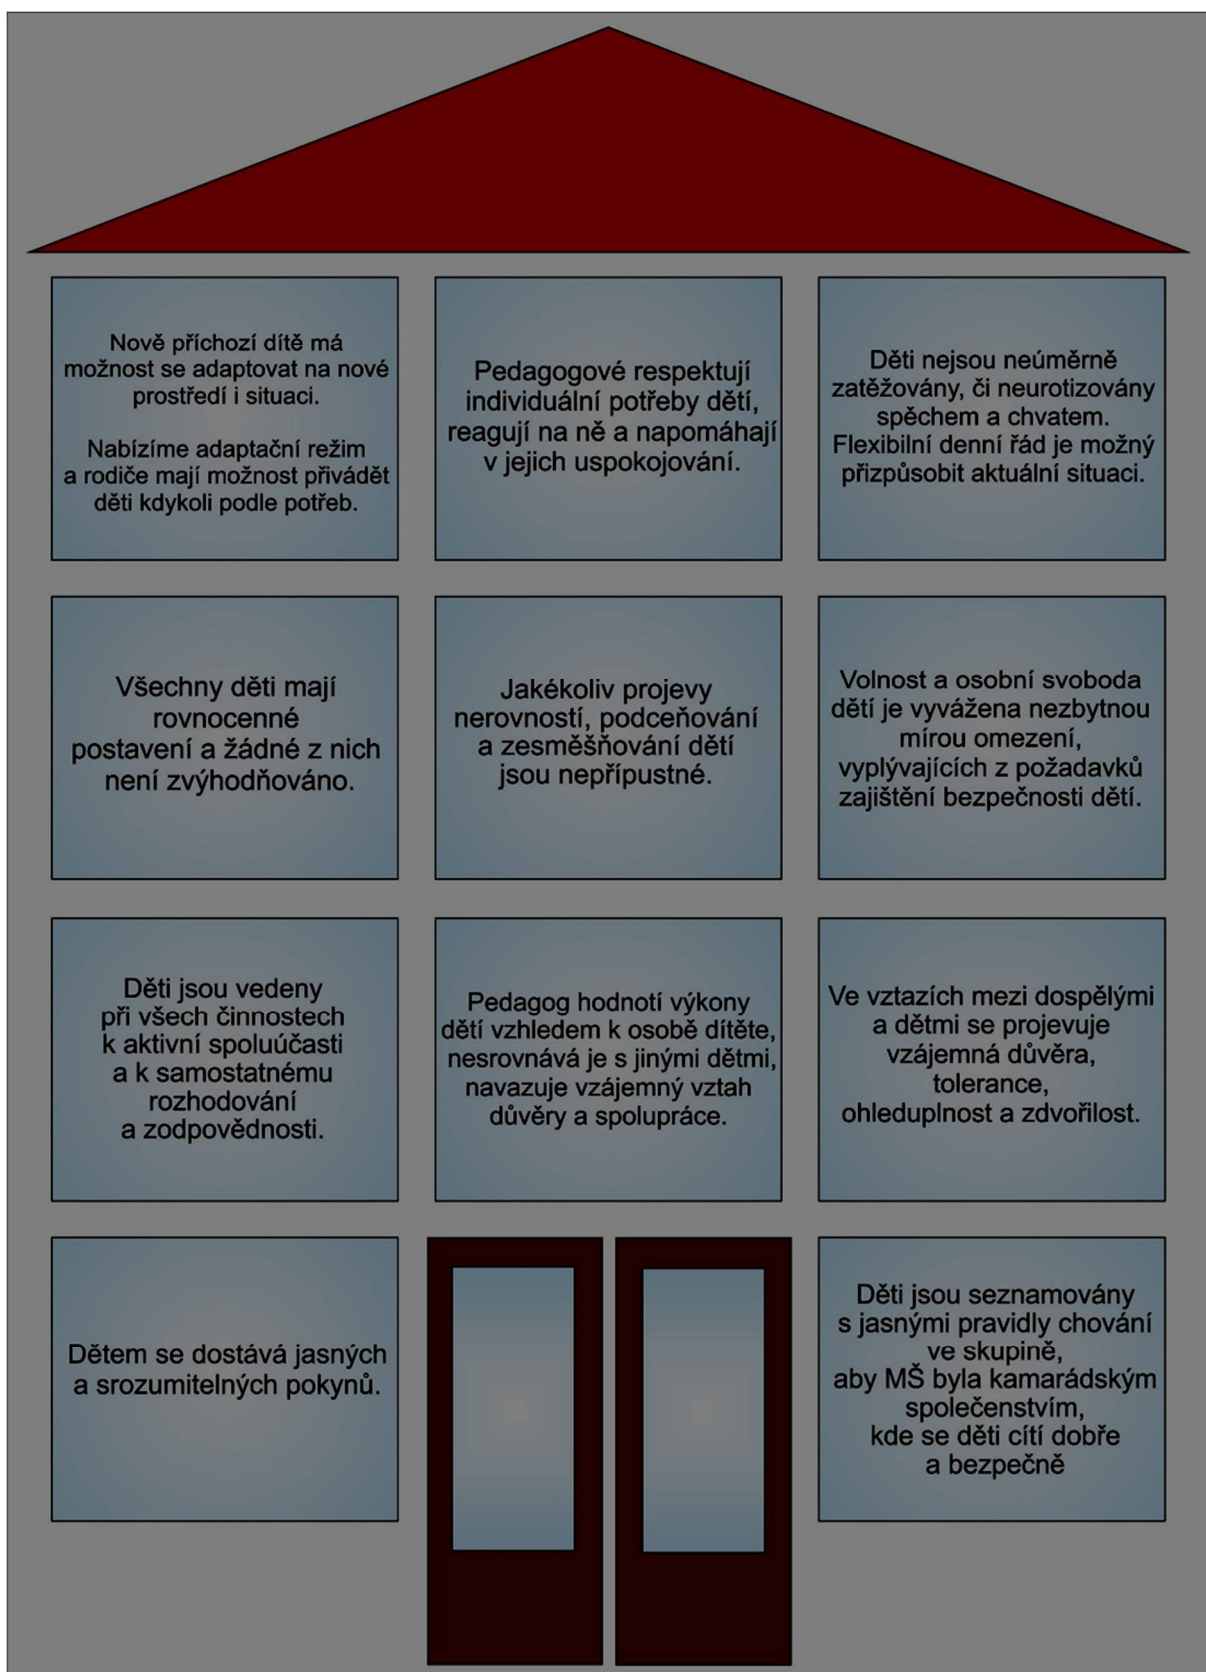 Nově příchozí dítě má
možnost se adaptovat na nové
prostředí i situaci.
Nabízíme adaptační režim
a rodiče mají možnost přivádět
děti kdykoli podle potřeb.
Pedagogové respektují
individuální potřeby dětí,
reagují na ně a napomáhají
v jejich uspokojování.
Děti nejsou neúměrně
zatěžovány, či neurotizovány
spěchem a chvatem.
Flexibilní denní řád je možný
přizpůsobit aktuální situaci.
Všechny děti mají
rovnocenné
postavení a žádné z nich
není zvýhodňováno.
Jakékoliv projevy
nerovností, podceňování
a zesměšňování dětí
jsou nepřípustné.
Volnost a osobní svoboda
dětí je vyvážena nezbytnou
mírou omezení,
vyplývajících z požadavků
zajištění bezpečnosti dětí.
Děti jsou vedeny
při všech činnostech
k aktivní spoluúčasti
a k samostatnému
rozhodování
a zodpovědnosti.
Pedagog hodnotí výkony
dětí vzhledem k osobě dítěte,
nesrovnává je s jinými dětmi,
navazuje vzájemný vztah
důvěry a spolupráce.
Ve vztazích mezi dospělými
a dětmi se projevuje
vzájemná důvěra,
tolerance,
ohleduplnost a zdvořilost.
Dětem se dostává jasných
a srozumitelných pokynů.
Děti jsou seznamovány
s jasnými pravidly chování
ve skupině,
aby MŠ byla kamarádským
společenstvím,
kde se děti cítí dobře
a bezpečně